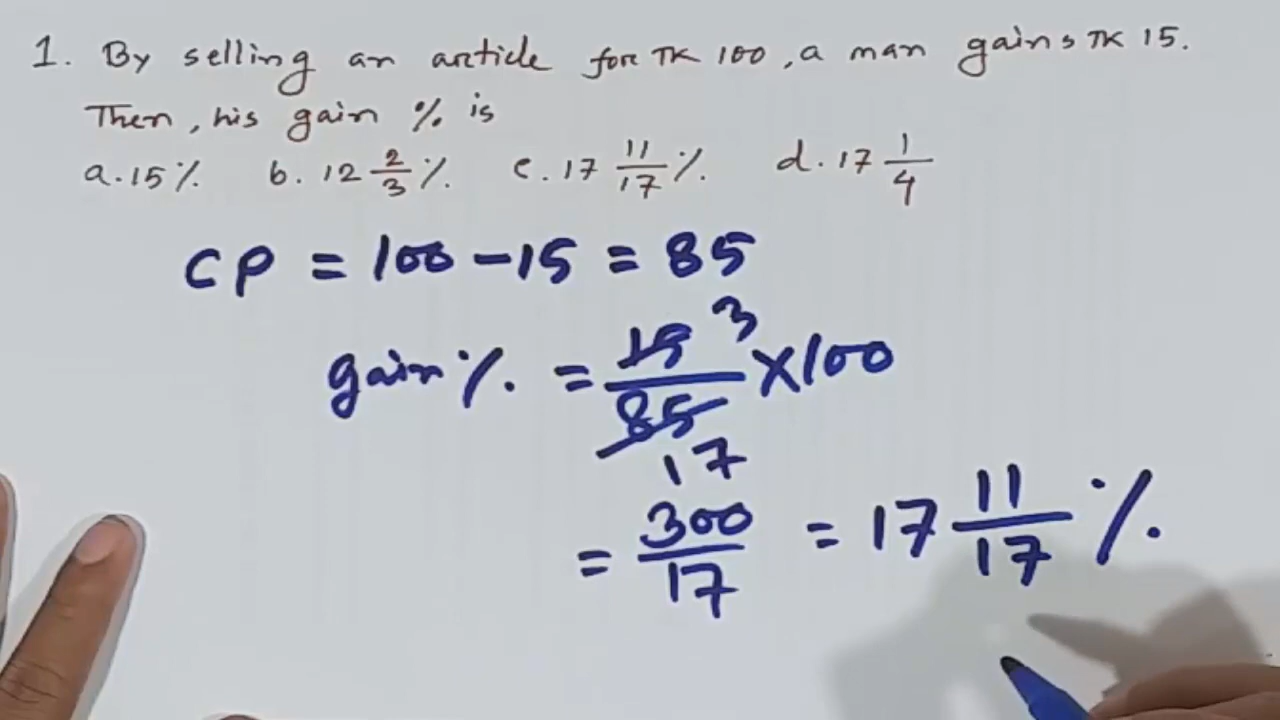 1. By selling an article for TK 100, a man gains TK 15.
Then, his gain % is
a. 15% b. 12 2/3 %. c. 17 11/17 %. d. 17 1/4
CP = 100 - 15 = 85
gain % = 15/85 3/17 × 100
= 300/17 = 17 11/17 %